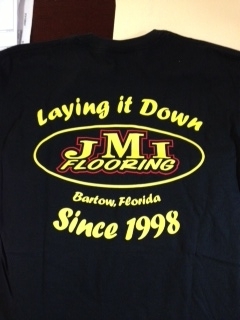 Laying it Down
JMI
FLOORING
Bartow, Florida
Since 1998